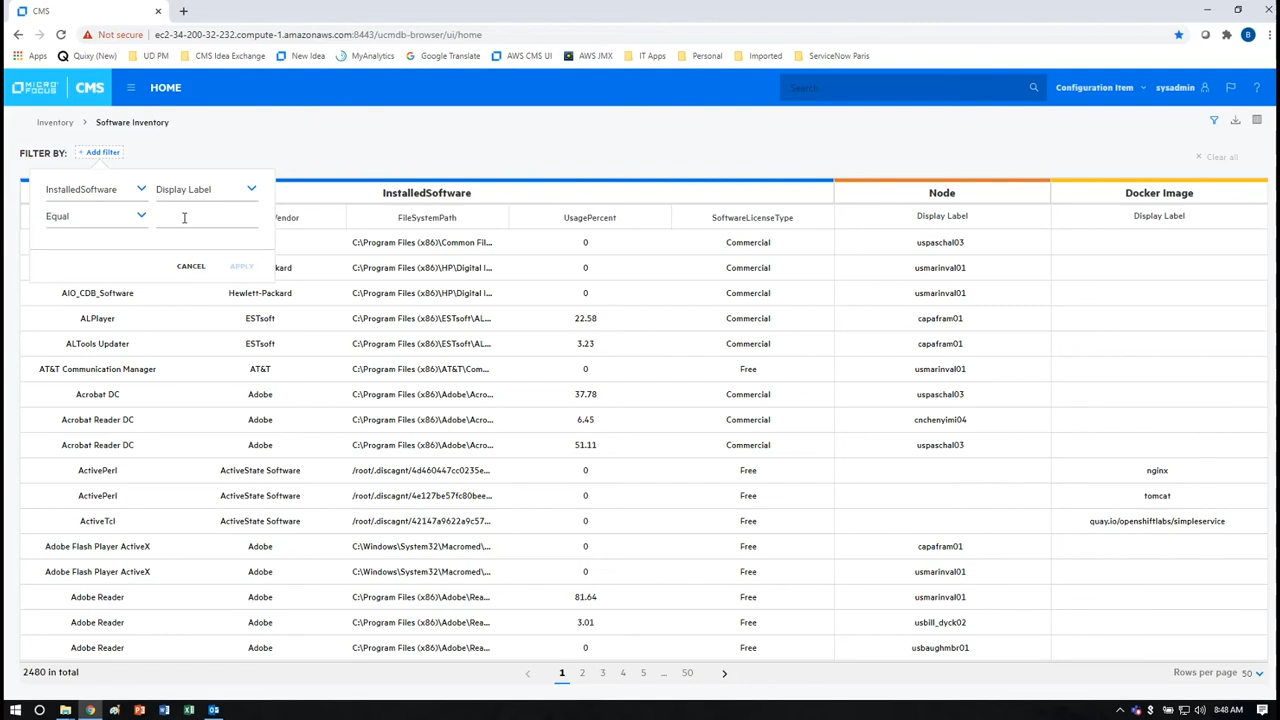 CMS
Not secure | ec2-34-200-32-232.compute-1.amazonaws.com:8443/ucmdb-browser/ui/home
B
Apps Quixy (New) UD PM CMS Idea Exchange New Idea MyAnalytics Google Translate AWS CMS UI AWS JMX IT Apps Personal Imported ServiceNow Paris
MICRO FOCUS CMS HOME Search Configuration Item sysadmin ?
Inventory > Software Inventory
FILTER BY: + Add filter × Clear all
InstalledSoftware Display Label
Equal
CANCEL APPLY
InstalledSoftware Node Docker Image
Vendor FileSystemPath UsagePercent SoftwareLicenseType Display Label Display Label
C:\Program Files (x86)\Common Fil... 0 Commercial uspaschal03
kard C:\Program Files (x86)\HP\Digital I... 0 Commercial usmarinval01
AIO_CDB_Software Hewlett-Packard C:\Program Files (x86)\HP\Digital I... 0 Commercial usmarinval01
ALPlayer ESTsoft C:\Program Files (x86)\ESTsoft\AL... 22.58 Commercial capafram01
ALTools Updater ESTsoft C:\Program Files (x86)\ESTsoft\AL... 3.23 Commercial capafram01
AT&T Communication Manager AT&T C:\Program Files (x86)\AT&T\Com... 0 Free usmarinval01
Acrobat DC Adobe C:\Program Files (x86)\Adobe\Acro... 37.78 Commercial uspaschal03
Acrobat Reader DC Adobe C:\Program Files (x86)\Adobe\Acro... 6.45 Commercial cnchenyimi04
Acrobat Reader DC Adobe C:\Program Files (x86)\Adobe\Acro... 51.11 Commercial uspaschal03
ActivePerl ActiveState Software /root/.discagnt/4d460447cc0235e... 0 Free nginx
ActivePerl ActiveState Software /root/.discagnt/4e127be57fc80bee... 0 Free tomcat
ActiveTcl ActiveState Software /root/.discagnt/42147a9622a9c57... 0 Free quay.io/openshiftlabs/simpleservice
Adobe Flash Player ActiveX Adobe C:\Windows\System32\Macromed\... 0 Free capafram01
Adobe Flash Player ActiveX Adobe C:\Windows\System32\Macromed\... 0 Free usmarinval01
Adobe Reader Adobe C:\Program Files (x86)\Adobe\Rea... 81.64 Free usmarinval01
Adobe Reader Adobe C:\Program Files (x86)\Adobe\Rea... 3.01 Free usbill_dyck02
Adobe Reader Adobe C:\Program Files (x86)\Adobe\Rea... 0 Free usbaughmbr01
2480 in total < 1 2 3 4 5 ... 50 > Rows per page 50
8:48 AM